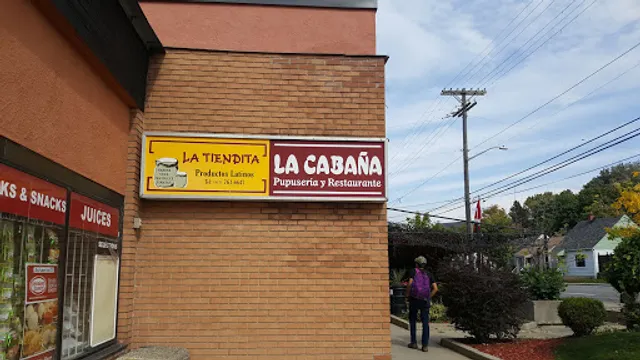 LA TIENDITA
Productos Latinos
LA CABAÑA
Pupuseria y Restaurante
KS & SNACKS
JUICES